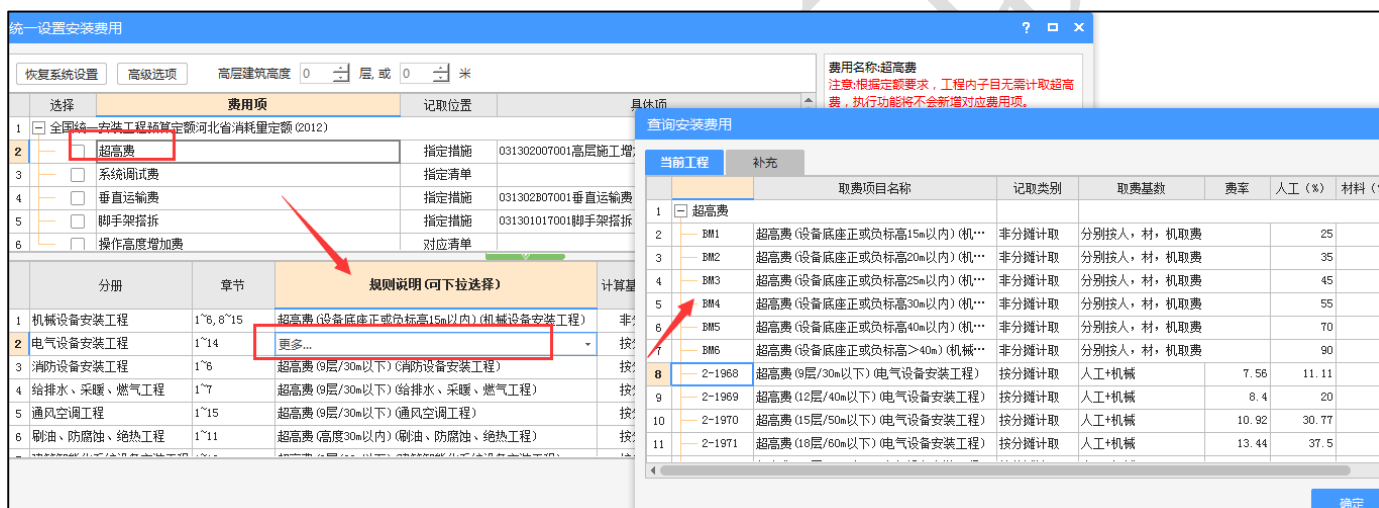 统一设置安装费用
恢复系统设置 高级选项 高层建筑高度 0 层,或 0 米
费用名称:超高费
注意:根据定额要求，工程内子目无需计取超高
费，执行功能将不会新增对应费用项。
选择 费用项 记取位置 具体项
1 全国统一安装工程预算定额河北省消耗量定额(2012)
2 超高费 指定措施 031302007001高层施工增
3 系统调试费 指定清单
4 垂直运输费 指定措施 031302B07001垂直运输费
5 脚手架搭拆 指定措施 031301017001脚手架搭拆
6 操作高度增加费 对应清单
分册 章节 规则说明(可下拉选择) 计算基
1 机械设备安装工程 1~6,8~15 超高费(设备底座正或负标高15m以内)(机械设备安装工程) 非
2 电气设备安装工程 1~14 更多... 按
3 消防设备安装工程 1~6 超高费(9层/30m以下)(消防设备安装工程) 按
4 给排水、采暖、燃气工程 1~7 超高费(9层/30m以下)(给排水、采暖、燃气工程) 按
5 通风空调工程 1~15 超高费(9层/30m以下)(通风空调工程) 按
6 刷油、防腐蚀、绝热工程 1~11 超高费(高度30m以内)(刷油、防腐蚀、绝热工程) 按
查询安装费用
当前工程 补充
取费项目名称 记取类别 取费基数 费率 人工(%) 材料(
1 超高费
2 BM1 超高费(设备底座正或负标高15m以内)(机… 非分摊计取 分别按人，材，机取费 25
3 BM2 超高费(设备底座正或负标高20m以内)(机… 非分摊计取 分别按人，材，机取费 35
4 BM3 超高费(设备底座正或负标高25m以内)(机… 非分摊计取 分别按人，材，机取费 45
5 BM4 超高费(设备底座正或负标高30m以内)(机… 非分摊计取 分别按人，材，机取费 55
6 BM5 超高费(设备底座正或负标高40m以内)(机… 非分摊计取 分别按人，材，机取费 70
7 BM6 超高费(设备底座正或负标高>40m)(机械… 非分摊计取 分别按人，材，机取费 90
8 2-1968 超高费(9层/30m以下)(电气设备安装工程) 按分摊计取 人工+机械 7.56 11.11
9 2-1969 超高费(12层/40m以下)(电气设备安装工程) 按分摊计取 人工+机械 8.4 20
10 2-1970 超高费(15层/50m以下)(电气设备安装工程) 按分摊计取 人工+机械 10.92 30.77
11 2-1971 超高费(18层/60m以下)(电气设备安装工程) 按分摊计取 人工+机械 13.44 37.5
确定